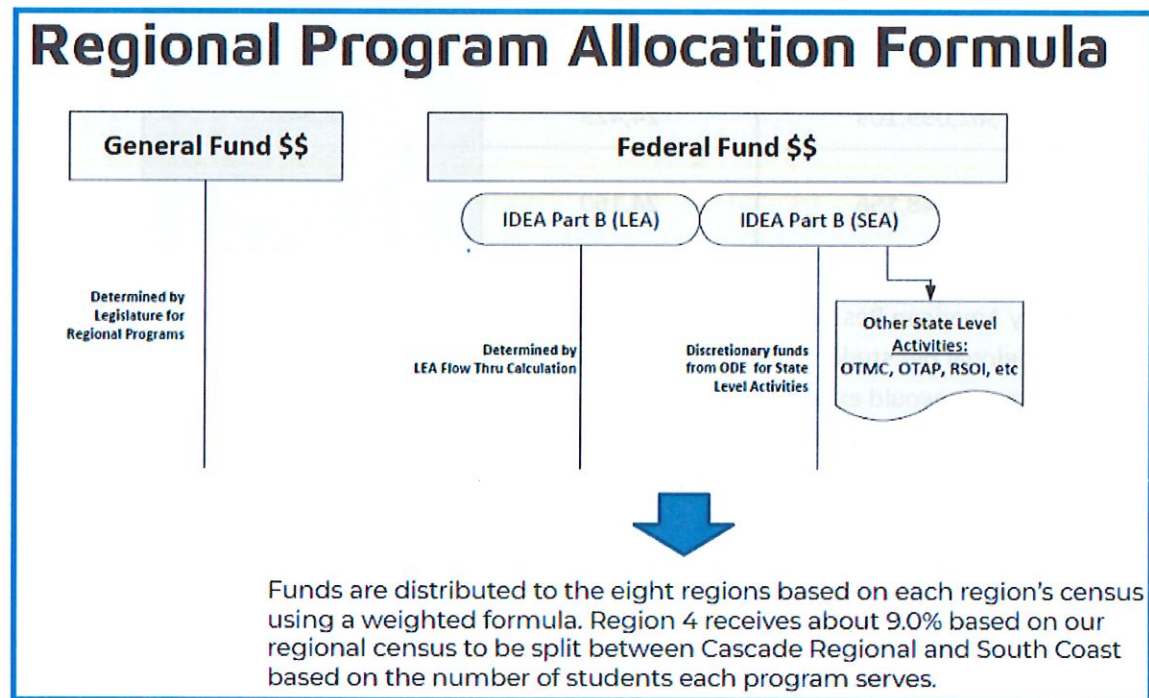 Regional Program Allocation Formula
General Fund $$
Federal Fund $$
IDEA Part B (LEA)
IDEA Part B (SEA)
Determined by
Legislature for
Regional Programs
Determined by
LEA Flow Thru Calculation
Discretionary funds
from ODE for State
Level Activities
Other State Level
Activities:
OTMC, OTAP, RSOI, etc
Funds are distributed to the eight regions based on each region's census
using a weighted formula. Region 4 receives about 9.0% based on our
regional census to be split between Cascade Regional and South Coast
based on the number of students each program serves.